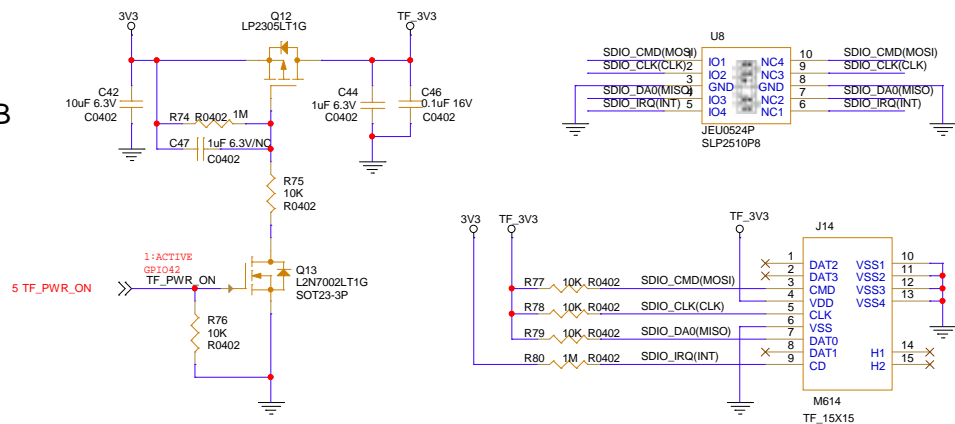 3V3
Q12
LP2305LT1G
TF_3V3
C42
10uF 6.3V
C0402
R74 R0402 1M
C47 1uF 6.3V/NC
C0402
C44
1uF 6.3V
C0402
C46
0.1uF 16V
C0402
B
R75
10K
R0402
1:ACTIVE
GPIO42
TF_PWR_ON
5 TF_PWR_ON
Q13
L2N7002LT1G
SOT23-3P
R76
10K
R0402
U8
SDIO_CMD(MOSI) 1 IO1 NC4 10 SDIO_CMD(MOSI)
SDIO_CLK(CLK) 2 IO2 NC3 9 SDIO_CLK(CLK)
3 GND GND 8
SDIO_DA0(MISO) 4 IO3 NC2 7 SDIO_DA0(MISO)
SDIO_IRQ(INT) 5 IO4 NC1 6 SDIO_IRQ(INT)
JEU0524P
SLP2510P8
3V3
TF_3V3
TF_3V3
J14
R77 10K R0402 SDIO_CMD(MOSI)
R78 10K R0402 SDIO_CLK(CLK)
R79 10K R0402 SDIO_DA0(MISO)
R80 1M R0402 SDIO_IRQ(INT)
1 DAT2 VSS1 10
2 DAT3 VSS2 11
3 CMD VSS3 12
4 VDD VSS4 13
5 CLK
6 VSS
7 DAT0
8 DAT1 H1 14
9 CD H2 15
M614
TF_15X15